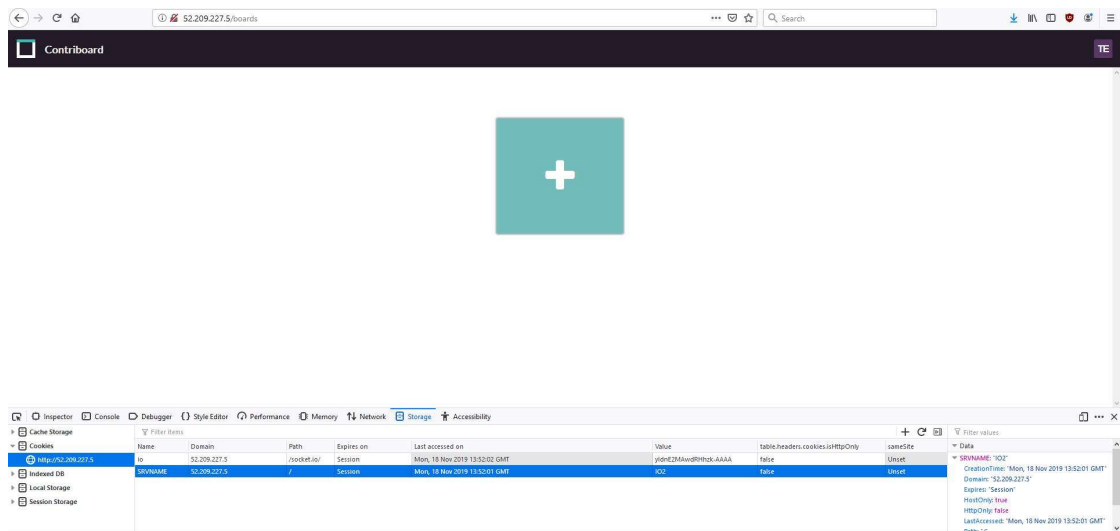 52.209.227.5/boards
Search
Contriboard
TE
Inspector Console Debugger Style Editor Performance Memory Network Storage Accessibility
Cache Storage
Cookies
http://52.209.227.5
Indexed DB
Local Storage
Session Storage
Filter items
Name Domain Path Expires on Last accessed on Value table.headers.cookies.isHttpOnly sameSite
io 52.209.227.5 /socket.io/ Session Mon, 18 Nov 2019 13:52:02 GMT false Unset
SRVNAME 52.209.227.5 / Session Mon, 18 Nov 2019 13:52:01 GMT IO2 false Unset
Filter values
Data
SRVNAME: "IO2"
CreationTime: "Mon, 18 Nov 2019 13:52:01 GMT"
Domain: "52.209.227.5"
Expires: "Session"
HostOnly: true
HttpOnly: false
LastAccessed: "Mon, 18 Nov 2019 13:52:01 GMT"